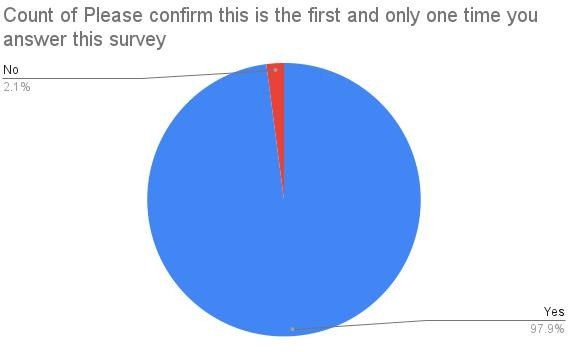 Count of Please confirm this is the first and only one time you
answer this survey
No
2.1%
Yes
97.9%